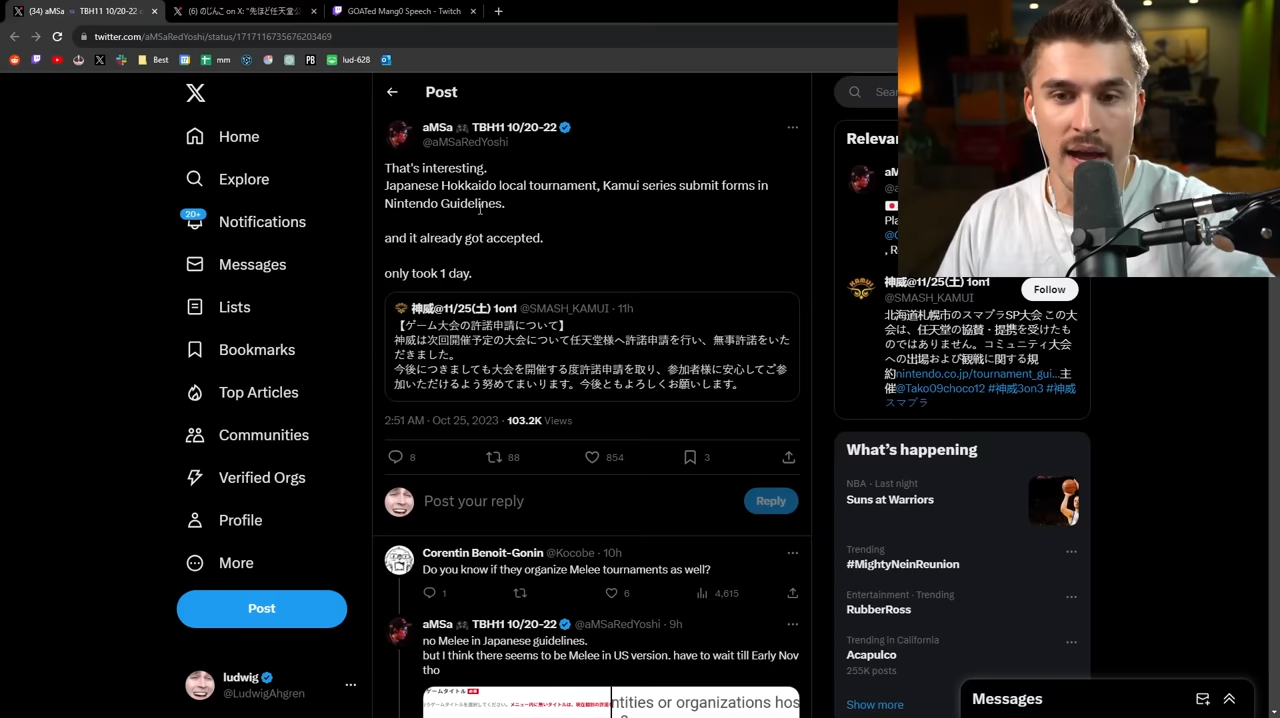 (34) aMSa TBH11 10/20-22 o
(6) のじんこ on X: "先ほど任天堂公
GOATed Mang0 Speech - Twitch
twitter.com/aMSaRedYoshi/status/1717116735676203469
Best
mm
PB
lud-628
Home
Explore
20+
Notifications
Messages
Lists
Bookmarks
Top Articles
Communities
Verified Orgs
Profile
More
Post
ludwig
@LudwigAhgren
Post
aMSa TBH11 10/20-22
@aMSaRedYoshi
That's interesting.
Japanese Hokkaido local tournament, Kamui series submit forms in
Nintendo Guidelines.
and it already got accepted.
only took 1 day.
神威@11/25(土) 1on1 @SMASH_KAMUI · 11h
【ゲーム大会の許諾申請について】
神威は次回開催予定の大会について任天堂様へ許諾申請を行い、無事許諾をいた
だきました。
今後につきましても大会を開催する度許諾申請を取り、参加者様に安心してご参
加いただけるよう努めてまいります。今後ともよろしくお願いします。
2:51 AM · Oct 25, 2023 · 103.2K Views
8
88
854
3
Post your reply
Reply
Corentin Benoit-Gonin @Kocobe · 10h
Do you know if they organize Melee tournaments as well?
1
6
4,615
aMSa TBH11 10/20-22 @aMSaRedYoshi · 9h
no Melee in Japanese guidelines.
but I think there seems to be Melee in US version. have to wait till Early Nov
tho
ゲームタイトル 必須
ntities or organizations hos
Sea
Relevan
aM
@a
Pla
@C
, R
神威@11/25(土) 1on1
@SMASH_KAMUI
Follow
北海道札幌市のスマブラSP大会 この大
会は、任天堂の協賛・提携を受けたも
のではありません。コミュニティ大会
への出場および観戦に関する規
約nintendo.co.jp/tournament_gui...主
催@Tako09choco12 #神威3on3 #神威
スマブラ
What's happening
NBA · Last night
Suns at Warriors
Trending
#MightyNeinReunion
Entertainment · Trending
RubberRoss
Trending in California
Acapulco
255K posts
Show more
Messages